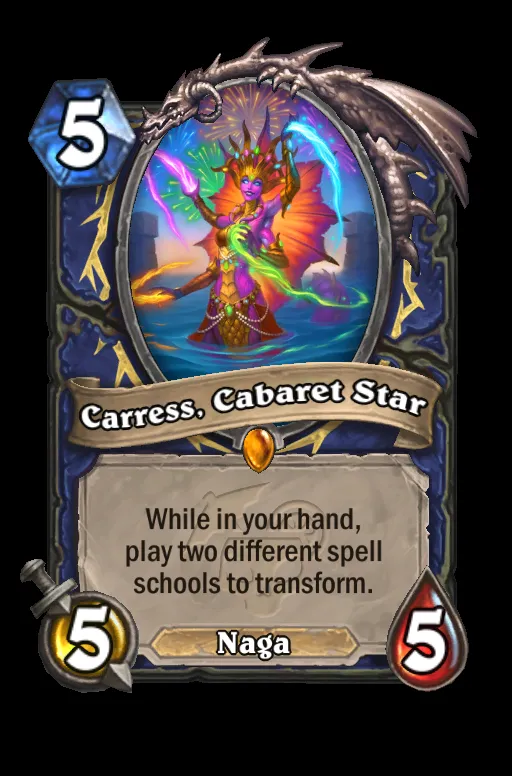 5
Carress, Cabaret Star
While in your hand,
play two different spell
schools to transform.
5
Naga
5